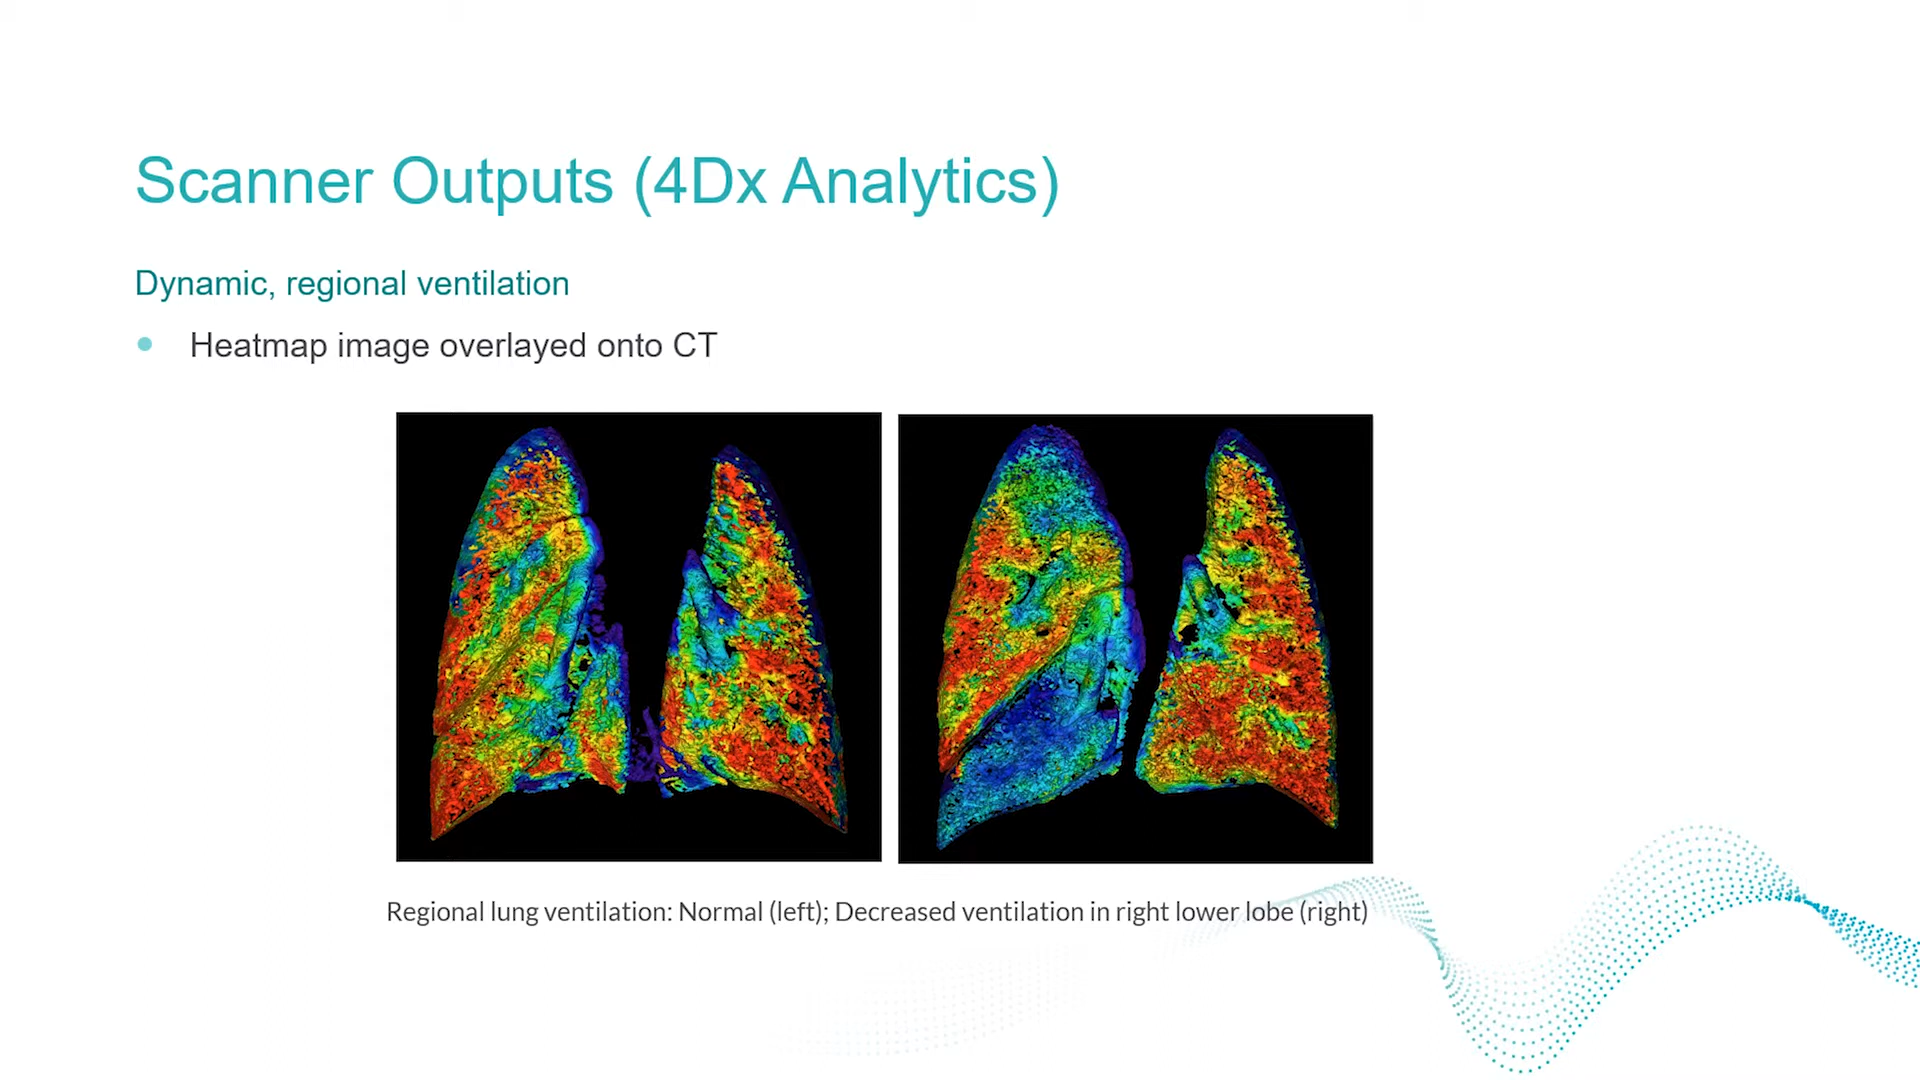 Scanner Outputs (4Dx Analytics)
Dynamic, regional ventilation
Heatmap image overlayed onto CT
Regional lung ventilation: Normal (left); Decreased ventilation in right lower lobe (right)